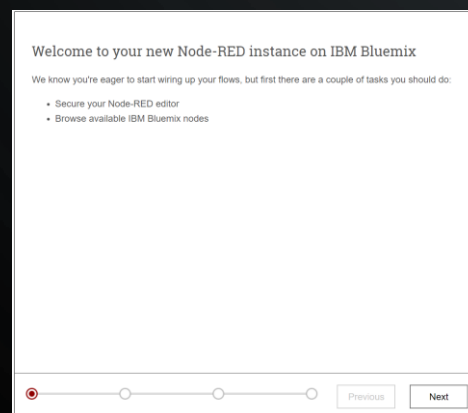 Welcome to your new Node-RED instance on IBM Bluemix
We know you're eager to start wiring up your flows, but first there are a couple of tasks you should do:
• Secure your Node-RED editor
• Browse available IBM Bluemix nodes
Previous
Next